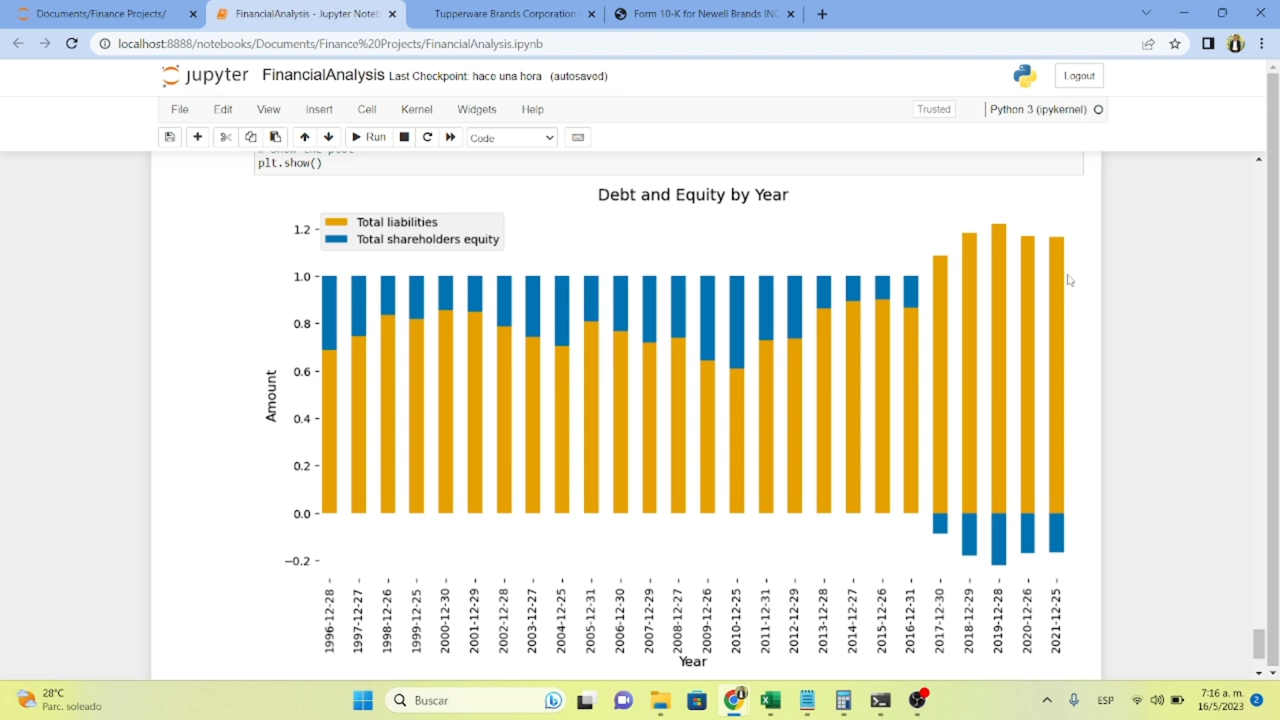 Documents/Finance Projects/
FinancialAnalysis - Jupyter Noteb
Tupperware Brands Corporation
Form 10-K for Newell Brands INC
localhost:8888/notebooks/Documents/Finance%20Projects/FinancialAnalysis.ipynb
jupyter FinancialAnalysis Last Checkpoint: hace una hora (autosaved)
Logout
File Edit View Insert Cell Kernel Widgets Help
Trusted
Python 3 (ipykernel)
Run
Code
# Show the plot
plt.show()
Debt and Equity by Year
Total liabilities
Total shareholders equity
1.2
1.0
0.8
0.6
0.4
0.2
0.0
−0.2
Amount
1996-12-28
1997-12-27
1998-12-26
1999-12-25
2000-12-30
2001-12-29
2002-12-28
2003-12-27
2004-12-25
2005-12-31
2006-12-30
2007-12-29
2008-12-27
2009-12-26
2010-12-25
2011-12-31
2012-12-29
2013-12-28
2014-12-27
2015-12-26
2016-12-31
2017-12-30
2018-12-29
2019-12-28
2020-12-26
2021-12-25
Year
28°C
Parc. soleado
Buscar
ESP
7:16 a. m.
16/5/2023
2